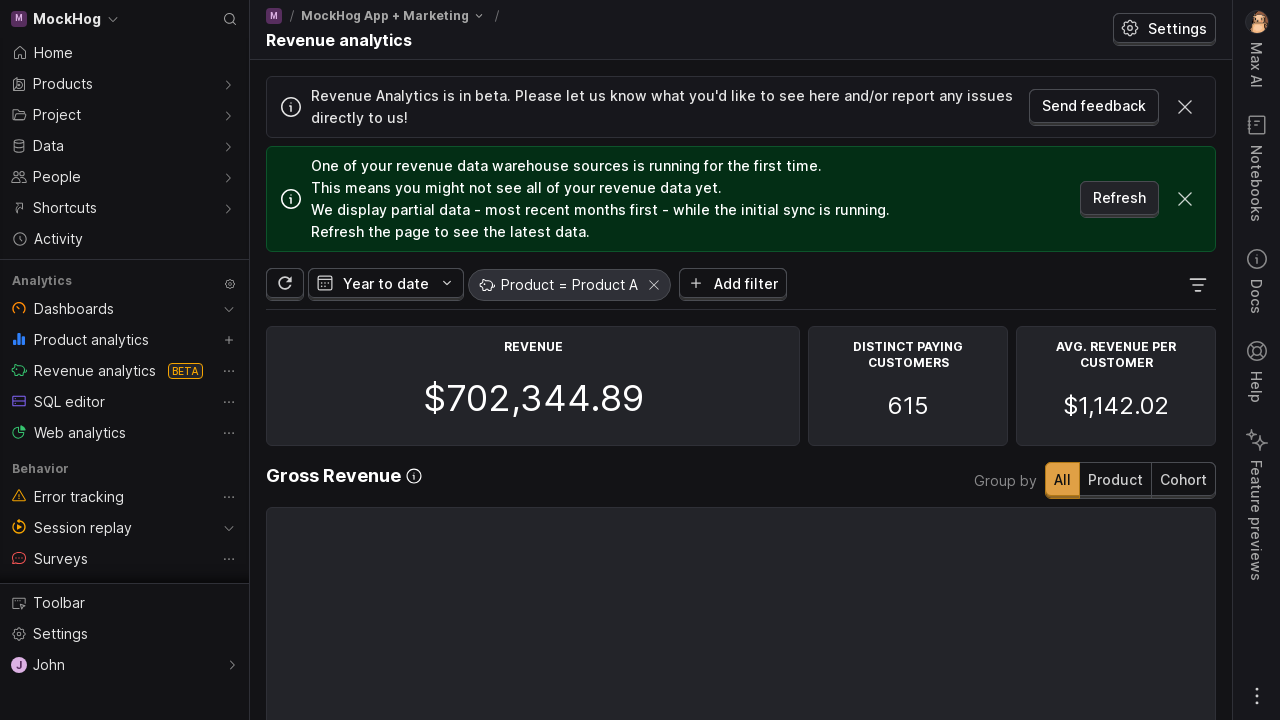 M MockHog
Home
Products
Project
Data
People
Shortcuts
Activity
Analytics
Dashboards
Product analytics
Revenue analytics BETA
SQL editor
Web analytics
Behavior
Error tracking
Session replay
Surveys
Toolbar
Settings
J John
M / MockHog App + Marketing /
Revenue analytics
Settings
Revenue Analytics is in beta. Please let us know what you'd like to see here and/or report any issues
directly to us!
Send feedback
One of your revenue data warehouse sources is running for the first time.
This means you might not see all of your revenue data yet.
We display partial data - most recent months first - while the initial sync is running.
Refresh the page to see the latest data.
Refresh
Year to date
Product = Product A
Add filter
REVENUE
$702,344.89
DISTINCT PAYING
CUSTOMERS
615
AVG. REVENUE PER
CUSTOMER
$1,142.02
Gross Revenue
Group by All Product Cohort
Max AI
Notebooks
Docs
Help
Feature previews